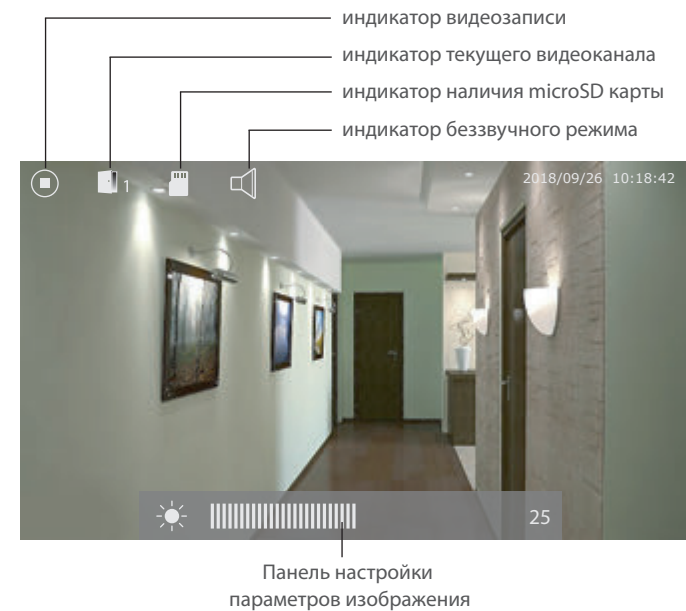 индикатор видеозаписи
индикатор текущего видеоканала
индикатор наличия microSD карты
индикатор беззвучного режима
1
2018/09/26 10:18:42
25
Панель настройки
параметров изображения